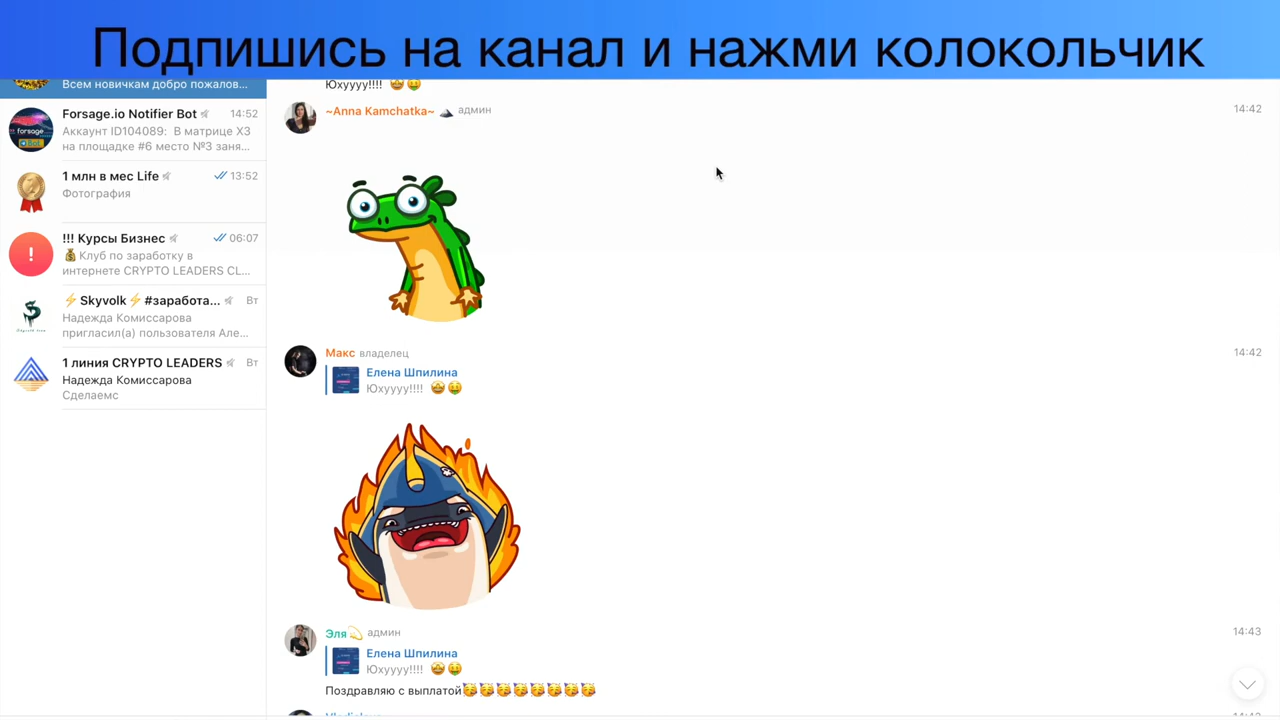 Подпишись на канал и нажми колокольчик
Всем новичкам добро пожалов...
Forsage.io Notifier Bot 14:52
Аккаунт ID104089: В матрице X3
на площадке #6 место №3 заня...
1 млн в мес Life 13:52
Фотография
!!! Курсы Бизнес 06:07
💰Клуб по заработку в
интернете CRYPTO LEADERS CL...
⚡Skyvolk⚡#заработа... Вт
Надежда Комиссарова
пригласил(а) пользователя Але...
1 линия CRYPTO LEADERS Вт
Надежда Комиссарова
Сделаемс
Юхуууу!!!! 🤩🤑
~Anna Kamchatka~ 🗻 админ 14:42
Макс владелец 14:42
Елена Шпилина
Юхуууу!!!! 🤩🤑
Эля💫 админ 14:43
Елена Шпилина
Юхуууу!!!! 🤩🤑
Поздравляю с выплатой🥳🥳🥳🥳🥳🥳🥳🥳